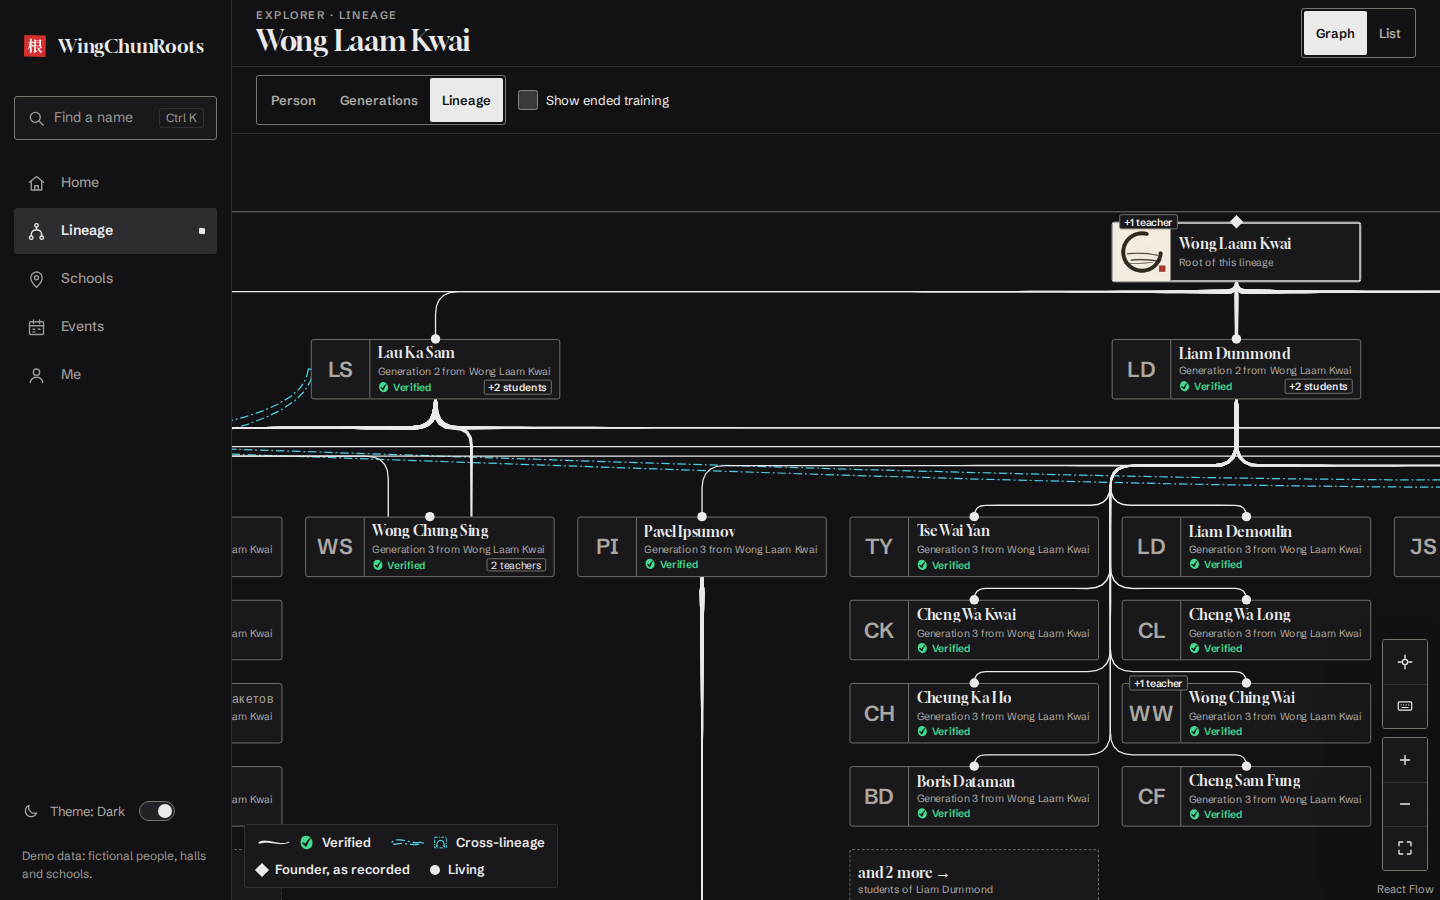 根 WingChunRoots
Find a name
Ctrl K
Home
Lineage
Schools
Events
Me
Theme: Dark
Demo data: fictional people, halls
and schools.
EXPLORER · LINEAGE
Wong Laam Kwai
Graph
List
Person
Generations
Lineage
Show ended training
+1 teacher
Wong Laam Kwai
Root of this lineage
LS
Lau Ka Sam
Generation 2 from Wong Laam Kwai
Verified
+2 students
LD
Liam Dummond
Generation 2 from Wong Laam Kwai
Verified
+2 students
am Kwai
WS
Wong Chung Sing
Generation 3 from Wong Laam Kwai
Verified
2 teachers
PI
Pavel Ipsumov
Generation 3 from Wong Laam Kwai
Verified
TY
Tse Wai Yan
Generation 3 from Wong Laam Kwai
Verified
LD
Liam Demoulin
Generation 3 from Wong Laam Kwai
Verified
JS
am Kwai
CK
Cheng Wa Kwai
Generation 3 from Wong Laam Kwai
Verified
CL
Cheng Wa Long
Generation 3 from Wong Laam Kwai
Verified
акетов
am Kwai
CH
Cheung Ka Ho
Generation 3 from Wong Laam Kwai
Verified
+1 teacher
WW
Wong Ching Wai
Generation 3 from Wong Laam Kwai
Verified
am Kwai
BD
Boris Dataman
Generation 3 from Wong Laam Kwai
Verified
CF
Cheng Sam Fung
Generation 3 from Wong Laam Kwai
Verified
and 2 more →
students of Liam Dummond
Verified
Cross-lineage
Founder, as recorded
Living
React Flow